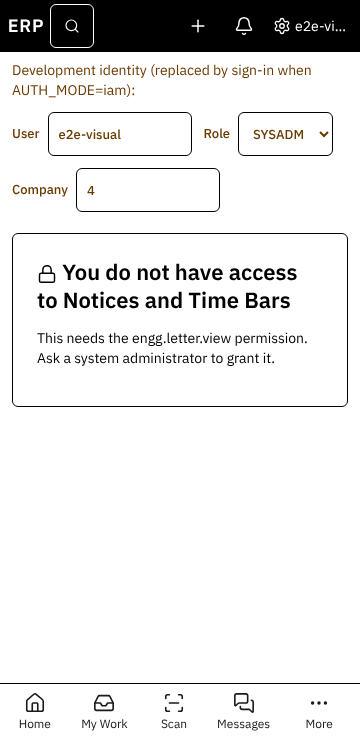 ERP
e2e-vi...
Development identity (replaced by sign-in when
AUTH_MODE=iam):
User e2e-visual Role SYSADM
Company 4
You do not have access
to Notices and Time Bars
This needs the engg.letter.view permission.
Ask a system administrator to grant it.
Home My Work Scan Messages More